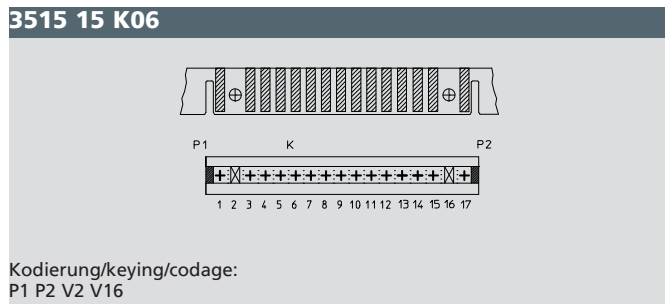 3515 15 K06
P1 K P2
1 2 3 4 5 6 7 8 9 10 11 12 13 14 15 16 17
Kodierung/keying/codage:
P1 P2 V2 V16